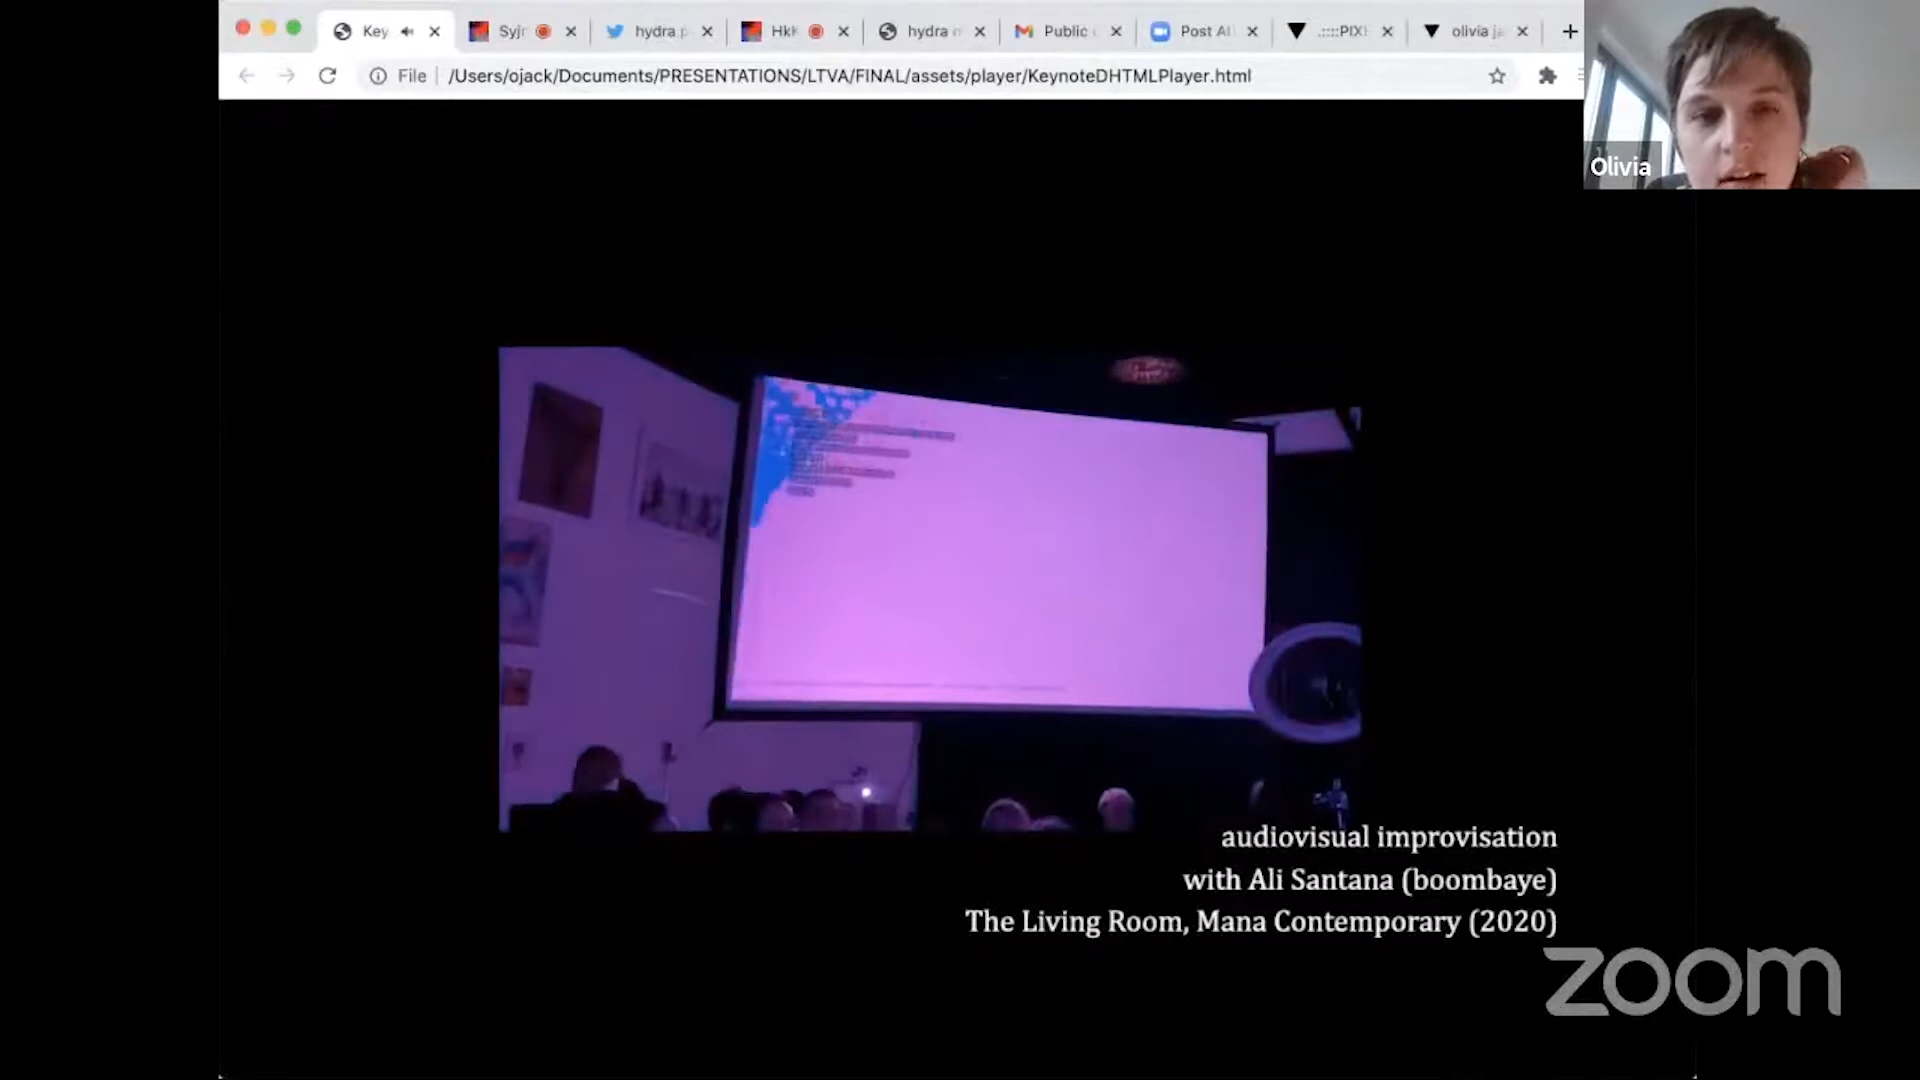 Key
Syjr
hydra p
Hkk
hydra
Public
Post Al
.::::PIX
olivia ja
File
/Users/ojack/Documents/PRESENTATIONS/LTVA/FINAL/assets/player/KeynoteDHTMLPlayer.html
Olivia
audiovisual improvisation
with Ali Santana (boombaye)
The Living Room, Mana Contemporary (2020)
zoom